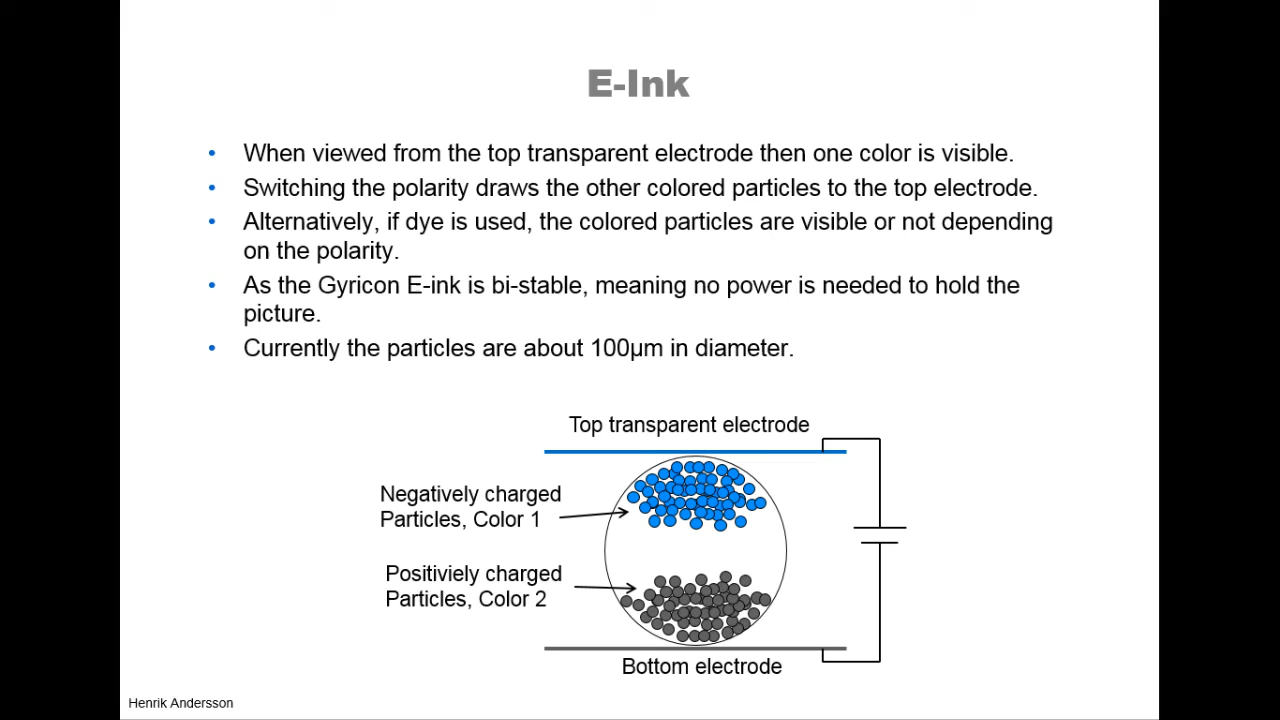 E-Ink
• When viewed from the top transparent electrode then one color is visible.
• Switching the polarity draws the other colored particles to the top electrode.
• Alternatively, if dye is used, the colored particles are visible or not depending
on the polarity.
• As the Gyricon E-ink is bi-stable, meaning no power is needed to hold the
picture.
• Currently the particles are about 100µm in diameter.
Top transparent electrode
Negatively charged
Particles, Color 1
Positiviely charged
Particles, Color 2
Bottom electrode
Henrik Andersson